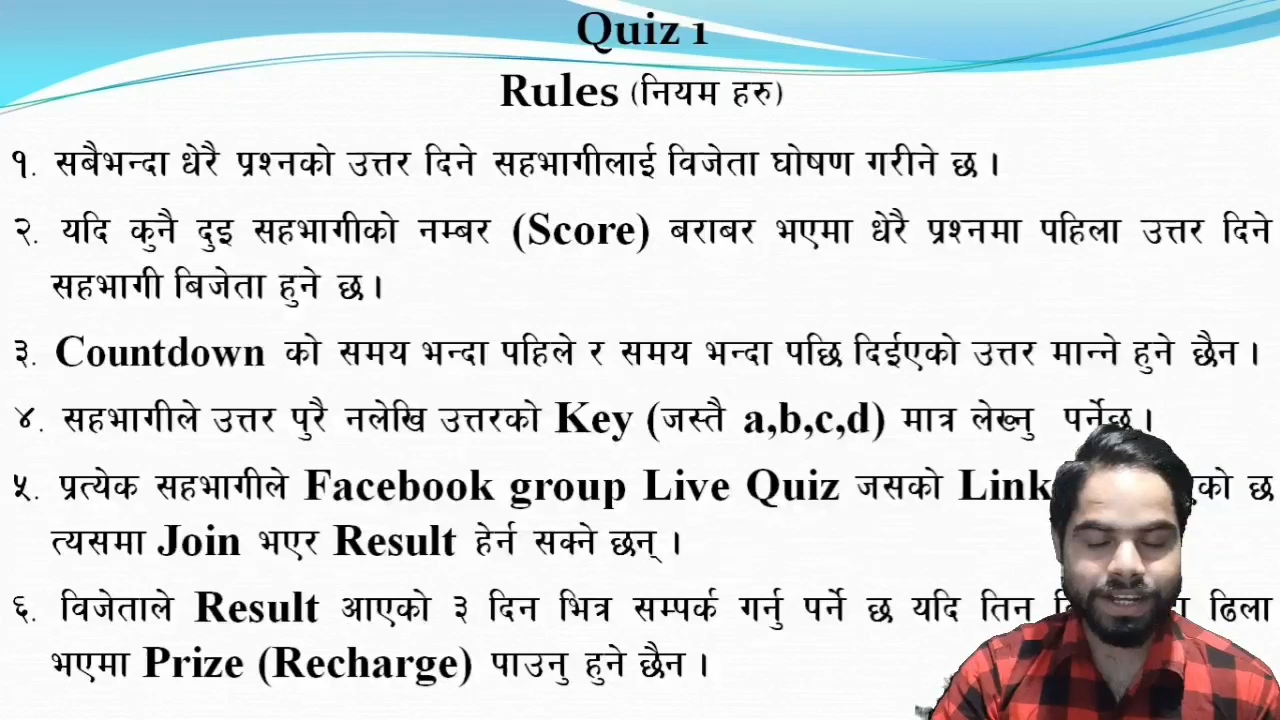 Quiz 1
Rules (नियम हरु)
१. सबैभन्दा धेरै प्रश्नको उत्तर दिने सहभागीलाई विजेता घोषण गरीने छ ।
२. यदि कुनै दुइ सहभागीको नम्बर (Score) बराबर भएमा धेरै प्रश्नमा पहिला उत्तर दिने
सहभागी बिजेता हुने छ ।
३. Countdown को समय भन्दा पहिले र समय भन्दा पछि दिईएको उत्तर मान्ने हुने छैन ।
४. सहभागीले उत्तर पुरै नलेखि उत्तरको Key (जस्तै a,b,c,d) मात्र लेख्नु पर्नेछ ।
५. प्रत्येक सहभागीले Facebook group Live Quiz जसको Link छ
त्यसमा Join भएर Result हेर्न सक्ने छन् ।
६. विजेताले Result आएको ३ दिन भित्र सम्पर्क गर्नु पर्ने छ यदि तिन ढिला
भएमा Prize (Recharge) पाउनु हुने छैन ।